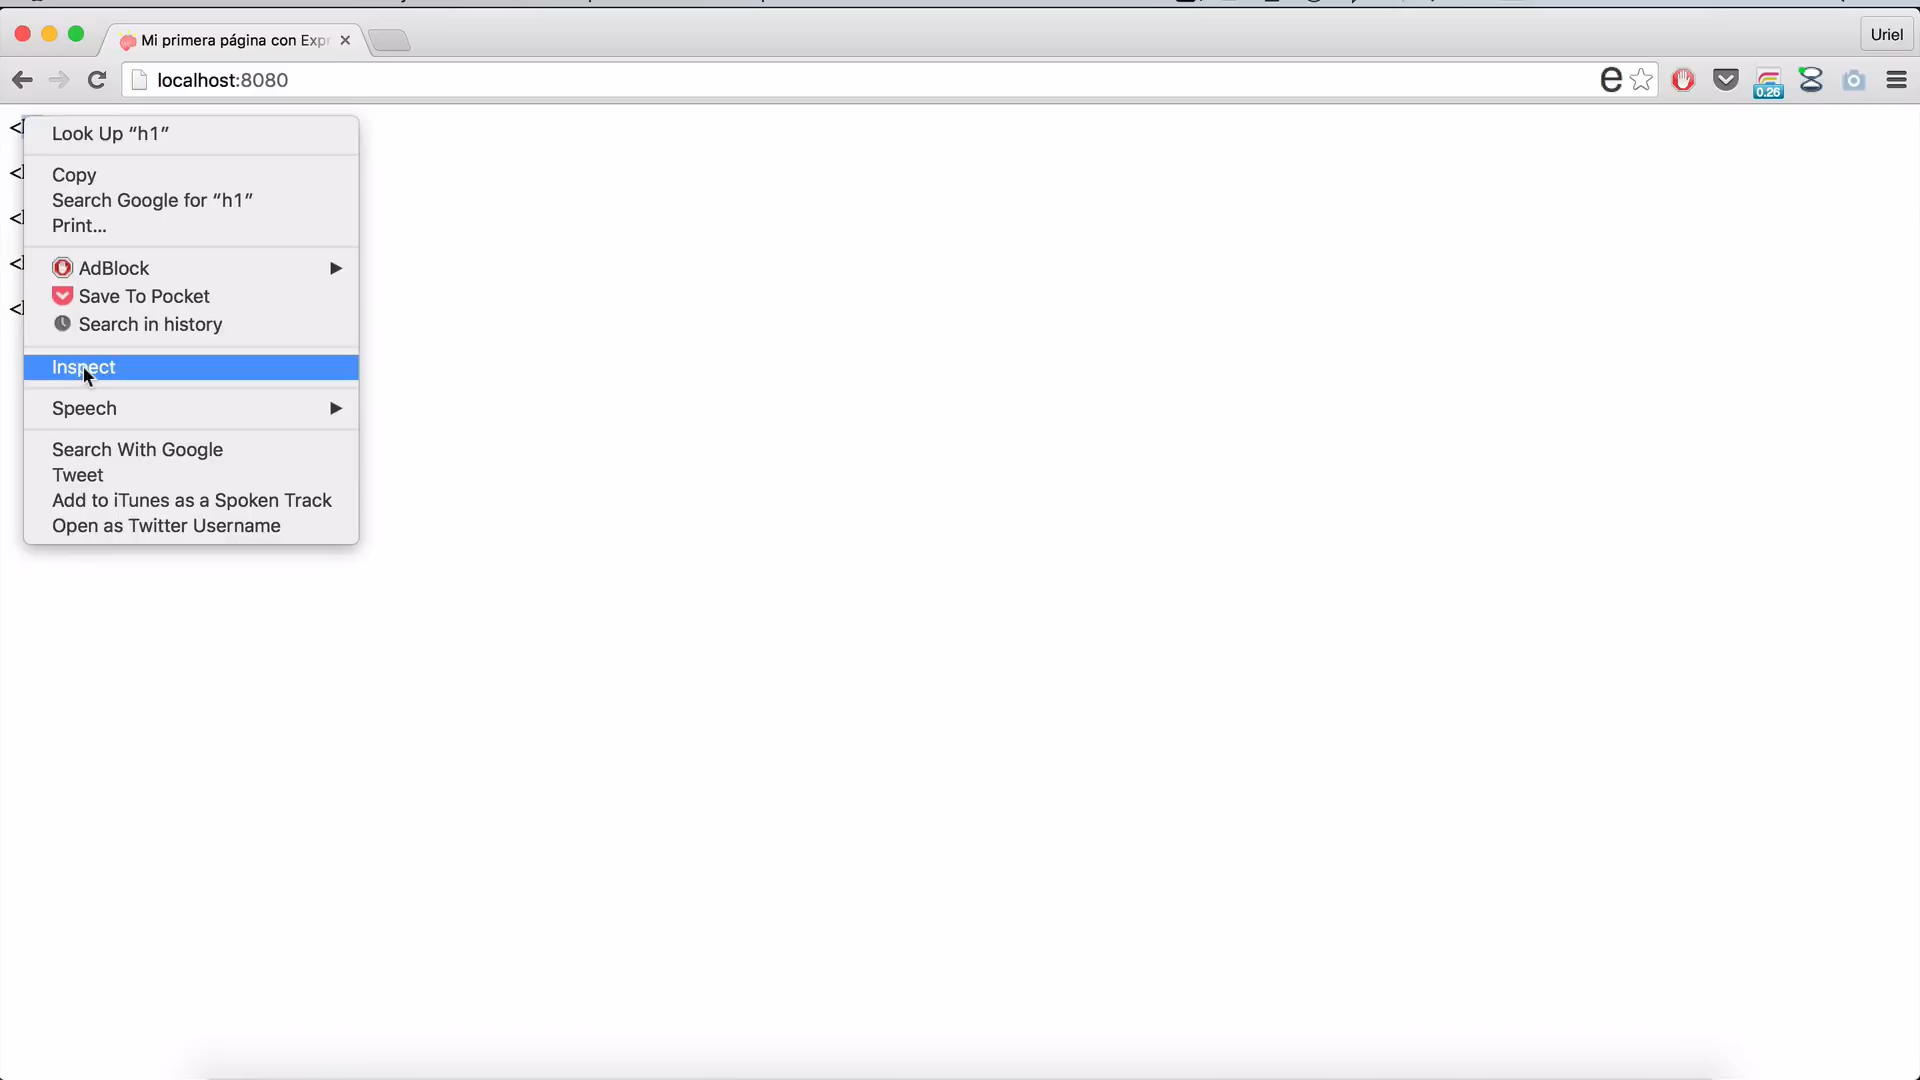 Mi primera página con Expr
Uriel
localhost:8080
0.26
Look Up “h1”
Copy
Search Google for “h1”
Print...
AdBlock
Save To Pocket
Search in history
Inspect
Speech
Search With Google
Tweet
Add to iTunes as a Spoken Track
Open as Twitter Username